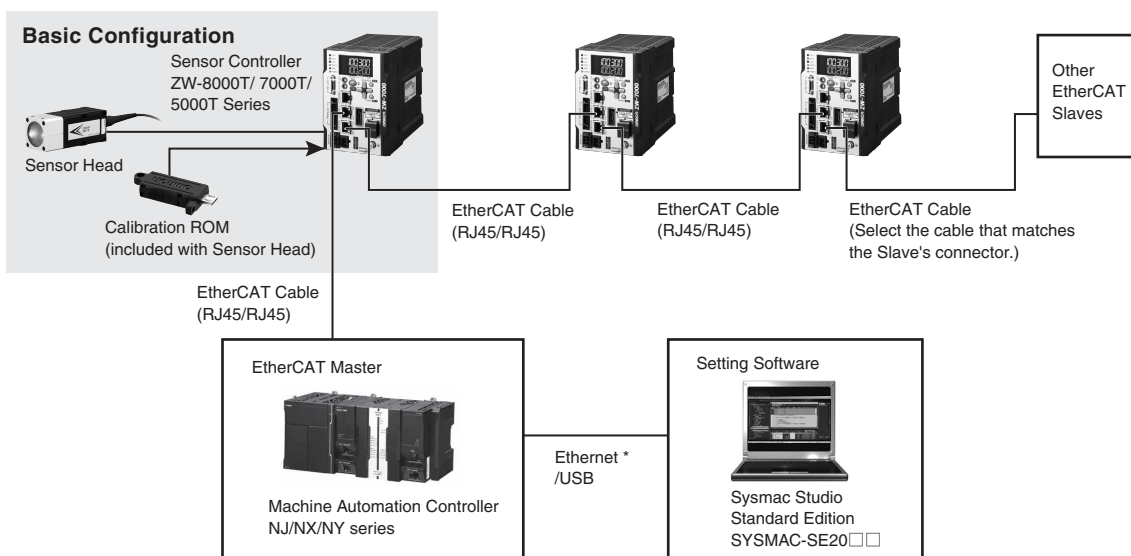 Basic Configuration
Sensor Controller
ZW-8000T/ 7000T/
5000T Series
Sensor Head
Calibration ROM
(included with Sensor Head)
EtherCAT Cable
(RJ45/RJ45)
EtherCAT Cable
(RJ45/RJ45)
EtherCAT Cable
(Select the cable that matches
the Slave's connector.)
Other
EtherCAT
Slaves
EtherCAT Cable
(RJ45/RJ45)
EtherCAT Master
Machine Automation Controller
NJ/NX/NY series
Ethernet *
/USB
Setting Software
Sysmac Studio
Standard Edition
SYSMAC-SE20□□